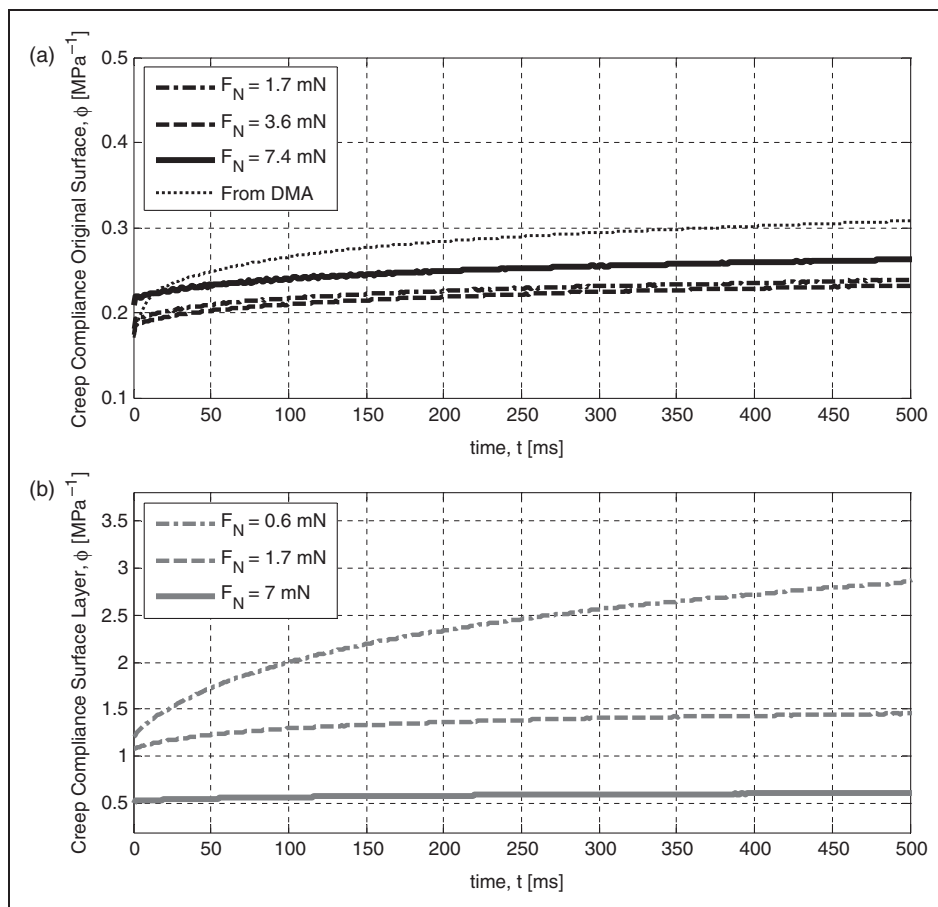 (a)
Creep Compliance Original Surface, ϕ [MPa⁻¹]
0.5
0.4
0.3
0.2
0.1
F_N = 1.7 mN
F_N = 3.6 mN
F_N = 7.4 mN
From DMA
0 50 100 150 200 250 300 350 400 450 500
time, t [ms]
(b)
Creep Compliance Surface Layer, ϕ [MPa⁻¹]
3.5
3
2.5
2
1.5
1
0.5
F_N = 0.6 mN
F_N = 1.7 mN
F_N = 7 mN
0 50 100 150 200 250 300 350 400 450 500
time, t [ms]